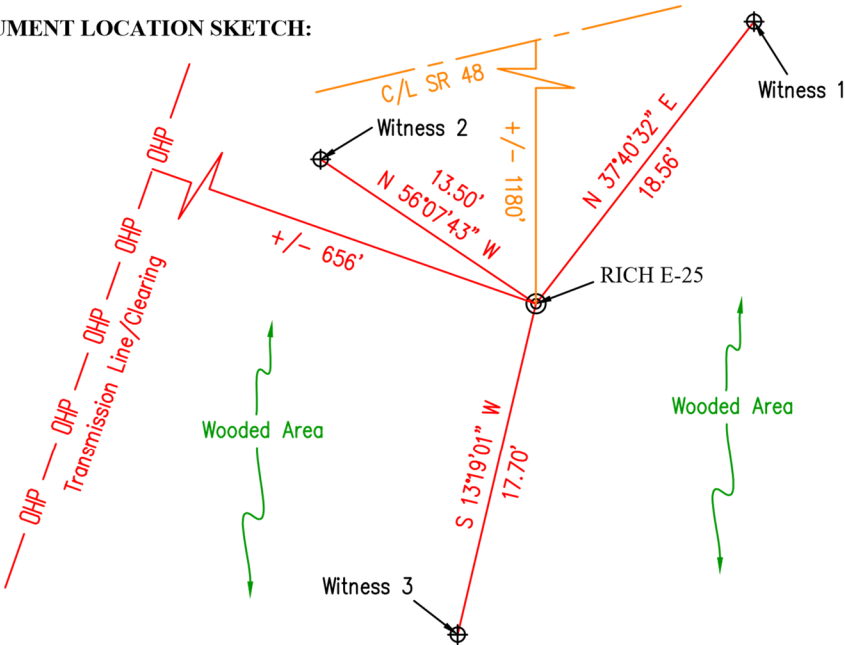 UMENT LOCATION SKETCH:
C/L SR 48
Witness 1
Witness 2
OHP
+/- 1180'
N 37°40'32" E
18.56'
13.50'
N 56°07'43" W
OHP
+/- 656'
RICH E-25
OHP
Transmission Line/Clearing
Wooded Area
Wooded Area
OHP
S 13°19'01" W
17.70'
OHP
Witness 3